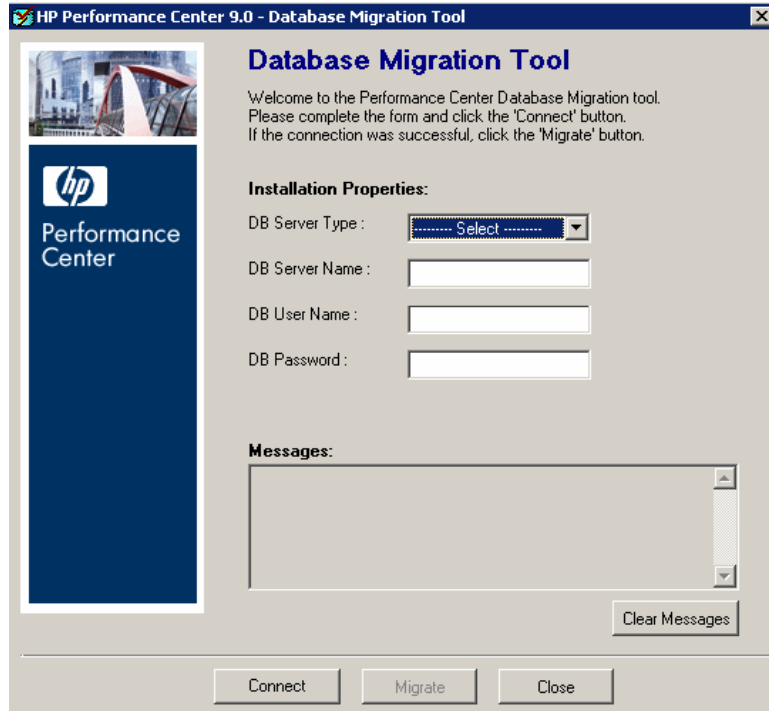 HP Performance Center 9.0 - Database Migration Tool
Database Migration Tool
Welcome to the Performance Center Database Migration tool.
Please complete the form and click the 'Connect' button.
If the connection was successful, click the 'Migrate' button.
hp
Performance
Center
Installation Properties:
DB Server Type :
--------- Select ---------
DB Server Name :
DB User Name :
DB Password :
Messages:
Clear Messages
Connect
Migrate
Close